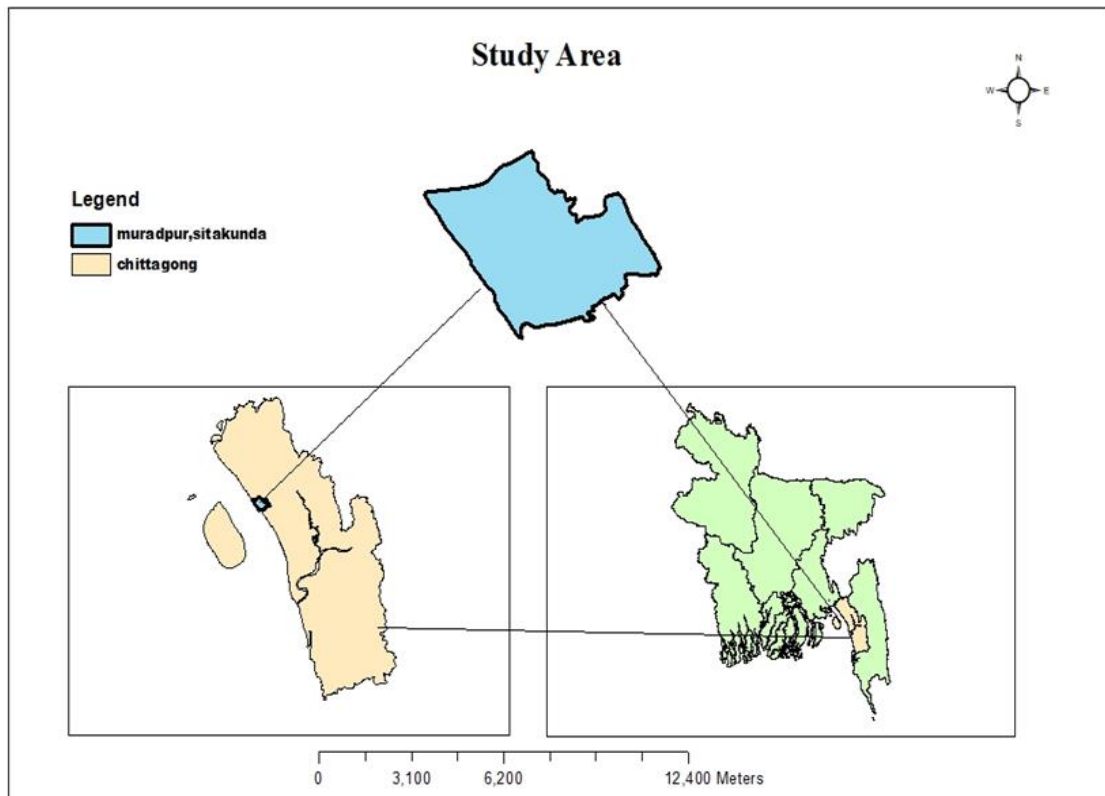 Study Area
N
W E
S
Legend
muradpur,sitakunda
chittagong
0 3,100 6,200 12,400 Meters